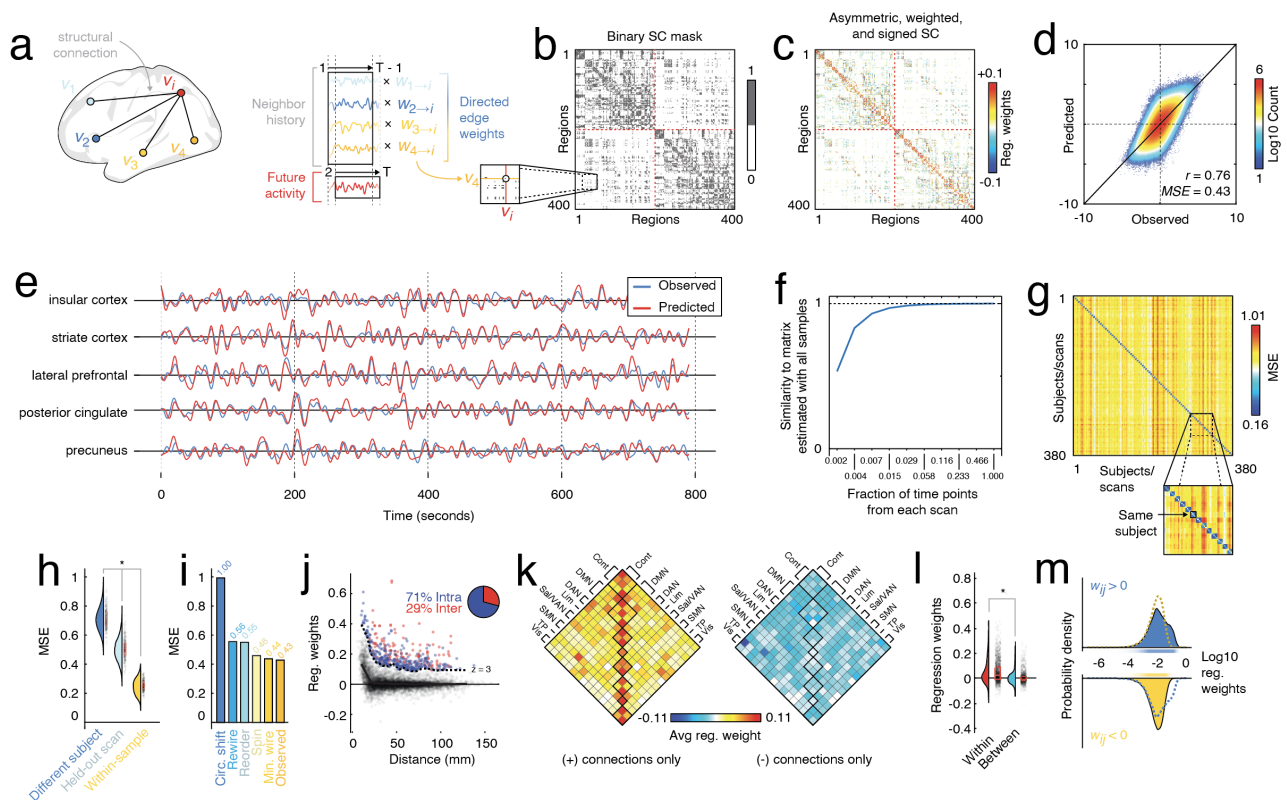 a
structural
connection
v1
vi
v2
v3
v4
1
T - 1
Neighbor
history
× w1→i
× w2→i
× w3→i
× w4→i
Directed
edge
weights
Future
activity
2
T
v4
vi
b
Binary SC mask
1
Regions
400
1
Regions
400
1
0
c
Asymmetric, weighted,
and signed SC
1
Regions
400
1
Regions
400
+0.1
Reg. weights
-0.1
d
10
Predicted
-10
-10
Observed
10
r = 0.76
MSE = 0.43
6
Log10 Count
1
e
Observed
Predicted
insular cortex
striate cortex
lateral prefrontal
posterior cingulate
precuneus
0
200
400
600
800
Time (seconds)
f
Similarity to matrix
estimated with all samples
1
0
0.002
0.007
0.029
0.116
0.466
0.004
0.015
0.058
0.233
1.000
Fraction of time points
from each scan
g
1
Subjects/scans
380
1
Subjects/
scans
380
1.01
MSE
0.16
Same
subject
h
*
1
0.8
0.6
0.4
0.2
0
MSE
Different subject
Held-out scan
Within-sample
i
1
0.8
0.6
0.4
0.2
0
MSE
1.00
0.56
0.55
0.46
0.44
0.43
Circ. shift
Rewire
Reorder
Spin
Min. wire
Observed
j
71% Intra
29% Inter
0.6
0.4
0.2
0
-0.2
Reg. weights
ẑ = 3
0
50
100
150
Distance (mm)
k
Cont
DMN
DAN
Lim
Sal/VAN
SMN
TP
Vis
Cont
DMN
DAN
Lim
Sal/VAN
SMN
TP
Vis
Cont
DMN
DAN
Lim
Sal/VAN
SMN
TP
Vis
Cont
DMN
DAN
Lim
Sal/VAN
SMN
TP
Vis
-0.11
0.11
Avg reg. weight
(+) connections only
(-) connections only
l
*
0.8
0.6
0.4
0.2
0
-0.2
-0.4
Regression weights
Within
Between
m
wij > 0
Probability density
-6
-4
-2
0
Log10
reg.
weights
wij < 0